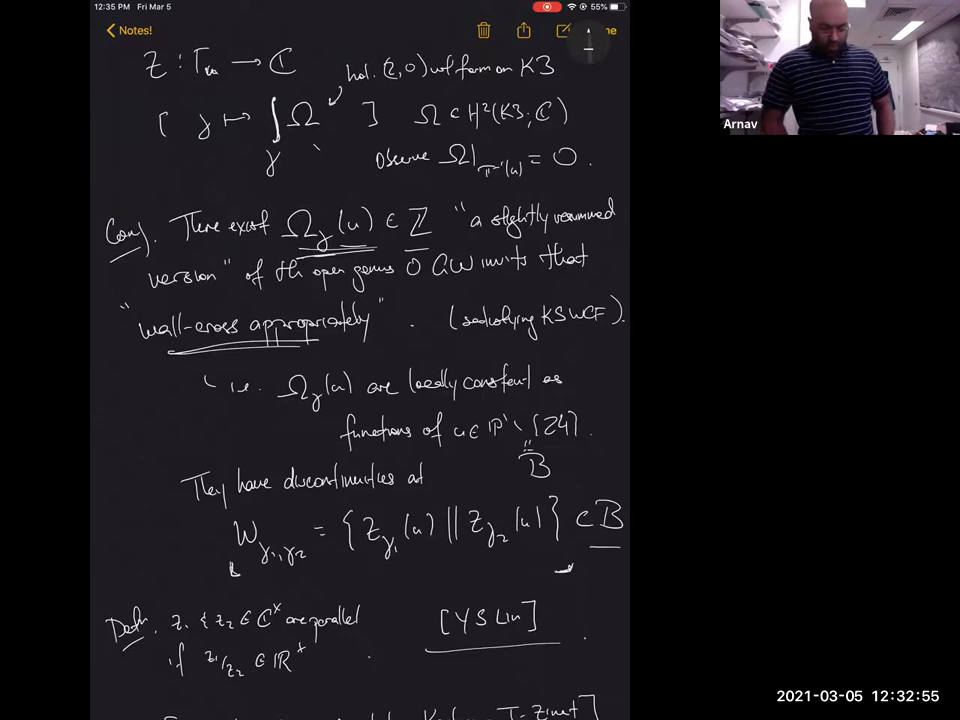 12:35 PM Fri Mar 5
55%
Notes!
Z : Γ_u → ℂ
hol. (2,0) vol form on K3
[ γ ↦ ∫_γ Ω ] Ω ∈ H²(K3; ℂ)
Observe Ω|_{π⁻¹(u)} = 0.
Conj. There exist Ω_γ(u) ∈ ℤ "a slightly resummed
version" of the open genus 0 GW invts that
"wall-cross appropriately". (satisfying KSWCF).
i.e. Ω_γ(u) are locally constant as
functions of u ∈ ℙ¹ \ {24}.
B
They have discontinuities at
W_{γ1,γ2} = { Z_{γ1}(u) || Z_{γ2}(u) } ⊂ B
Defn. z₁ & z₂ ∈ ℂ^× are parallel
if z₁/z₂ ∈ ℝ^+
[YS Lin]
Arnav
2021-03-05 12:32:55